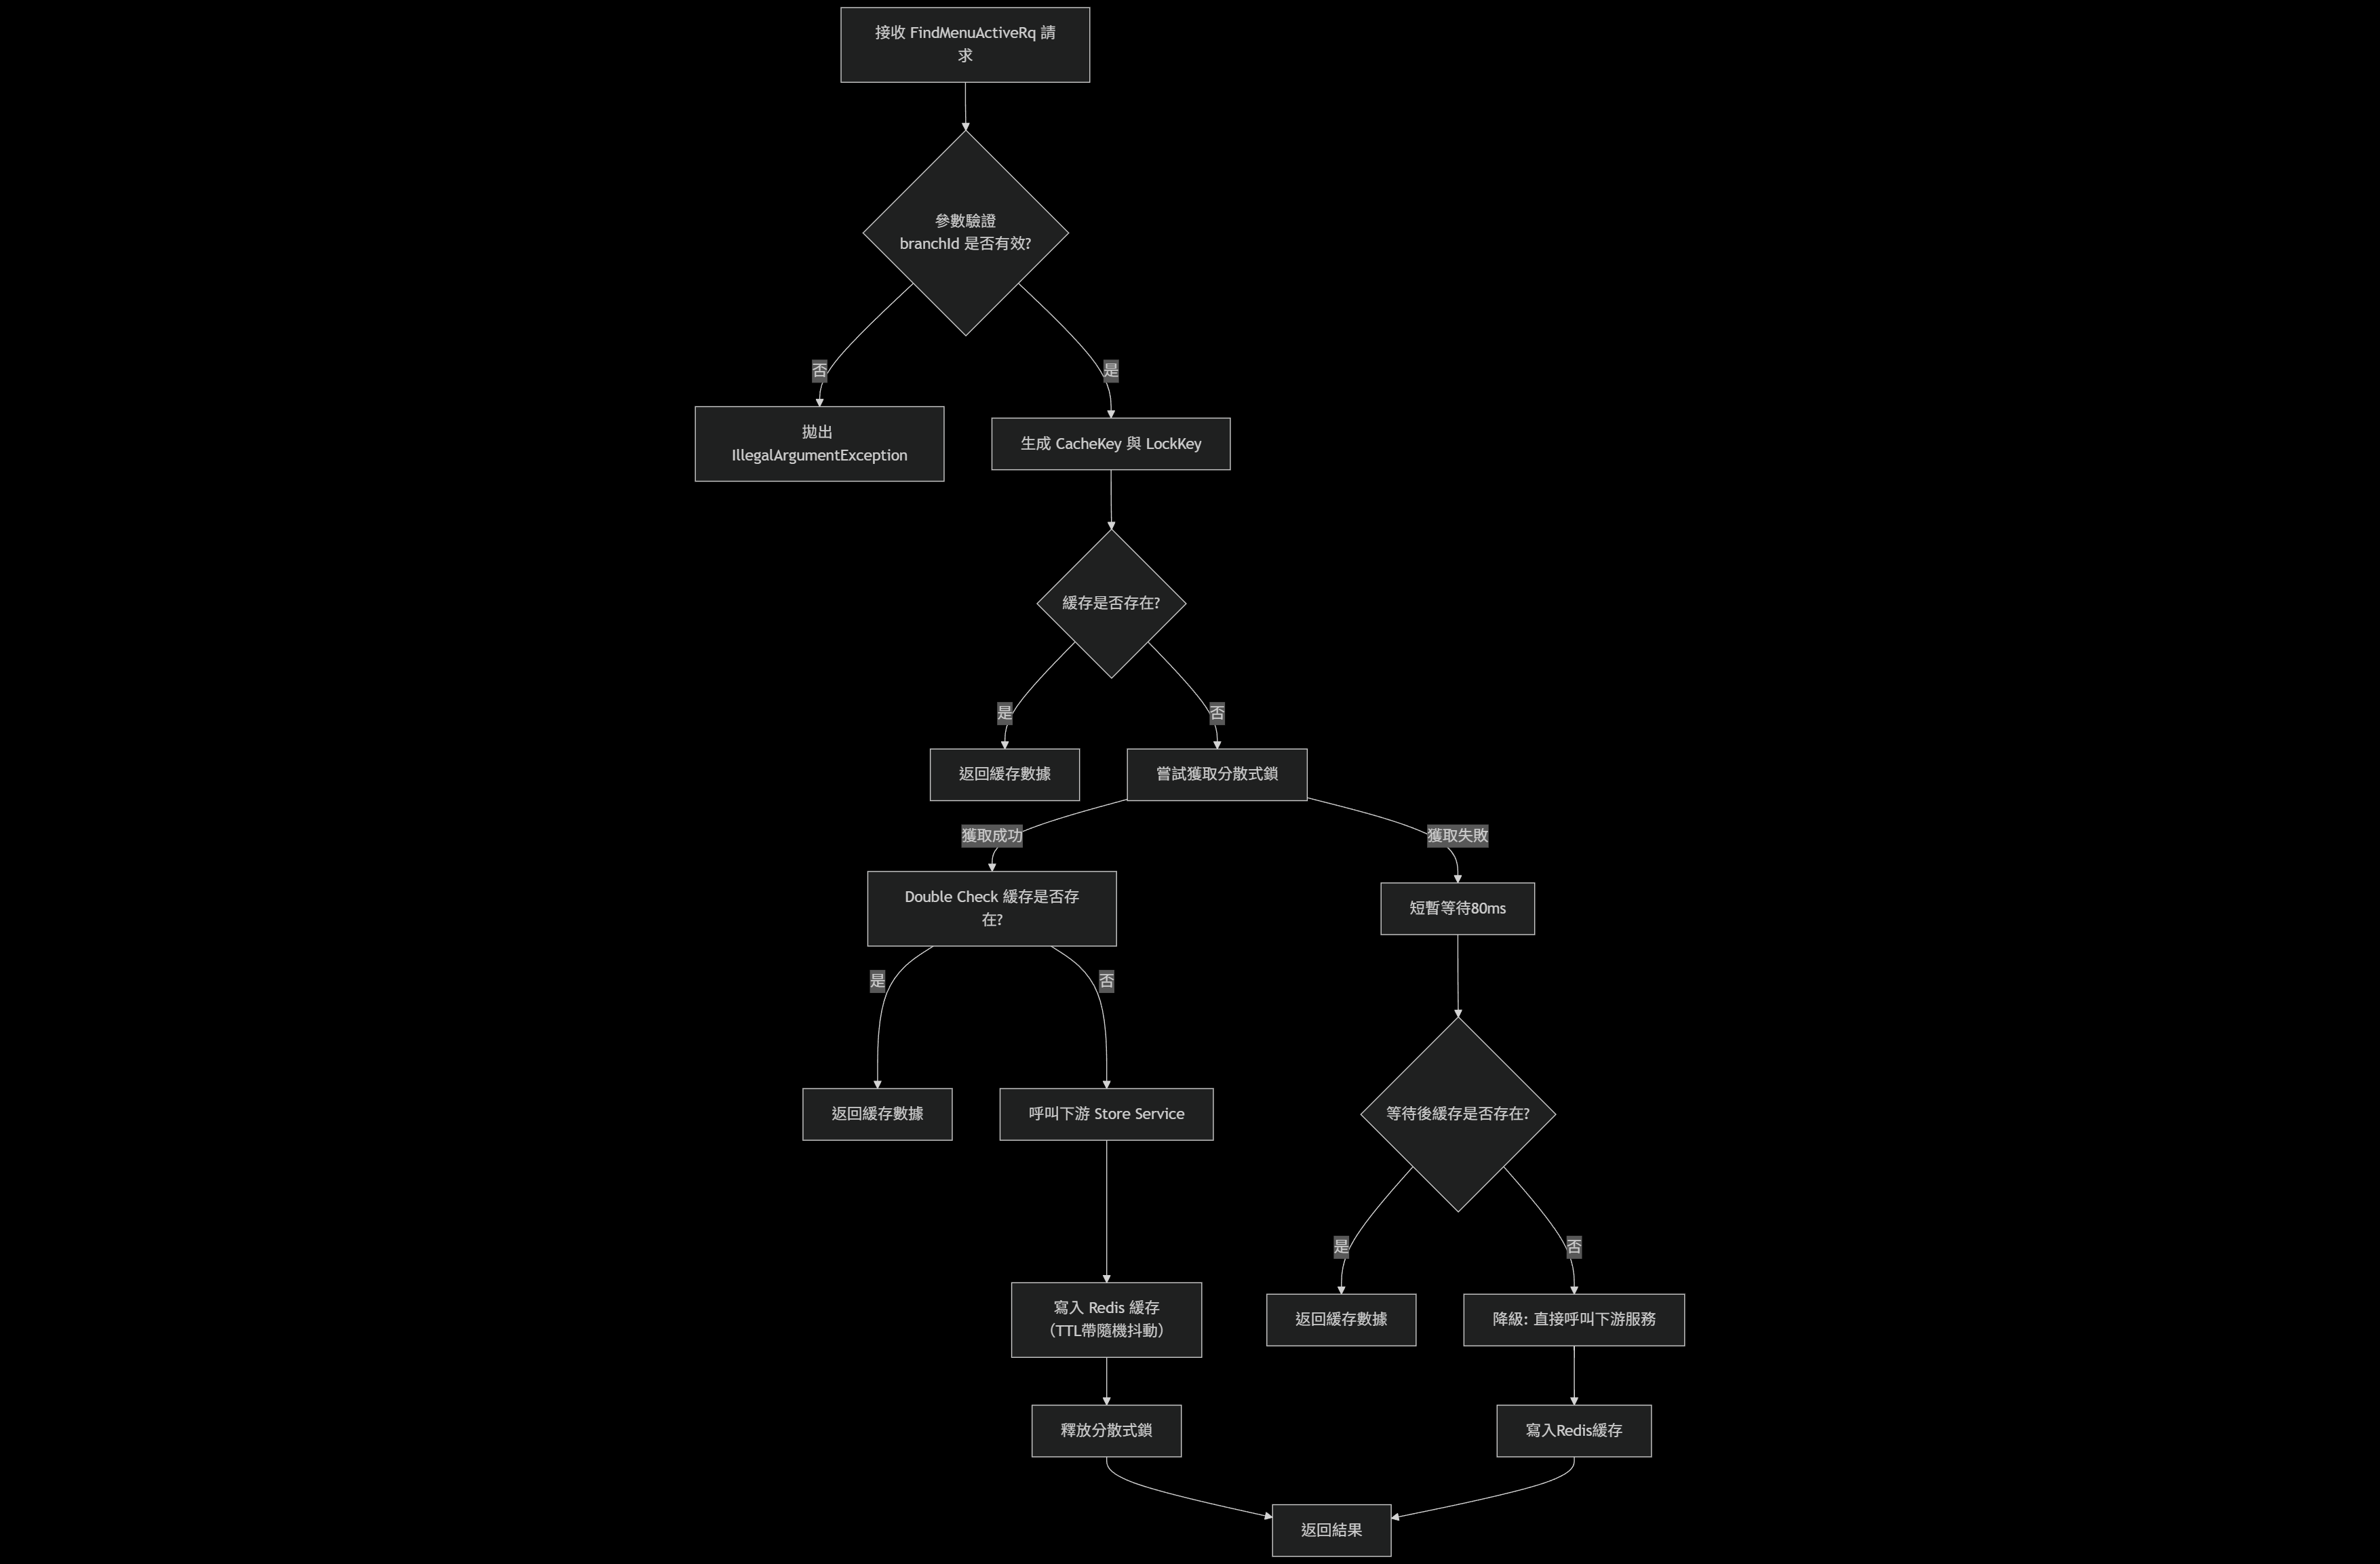 接收 FindMenuActiveRq 請
求
參數驗證
branchId 是否有效?
否
是
拋出
IllegalArgumentException
生成 CacheKey 與 LockKey
緩存是否存在?
是
否
返回緩存數據
嘗試獲取分散式鎖
獲取成功
獲取失敗
Double Check 緩存是否存
在?
短暫等待80ms
是
否
返回緩存數據
呼叫下游 Store Service
等待後緩存是否存在?
是
否
寫入 Redis 緩存
（TTL帶隨機抖動）
返回緩存數據
降級: 直接呼叫下游服務
釋放分散式鎖
寫入Redis緩存
返回結果